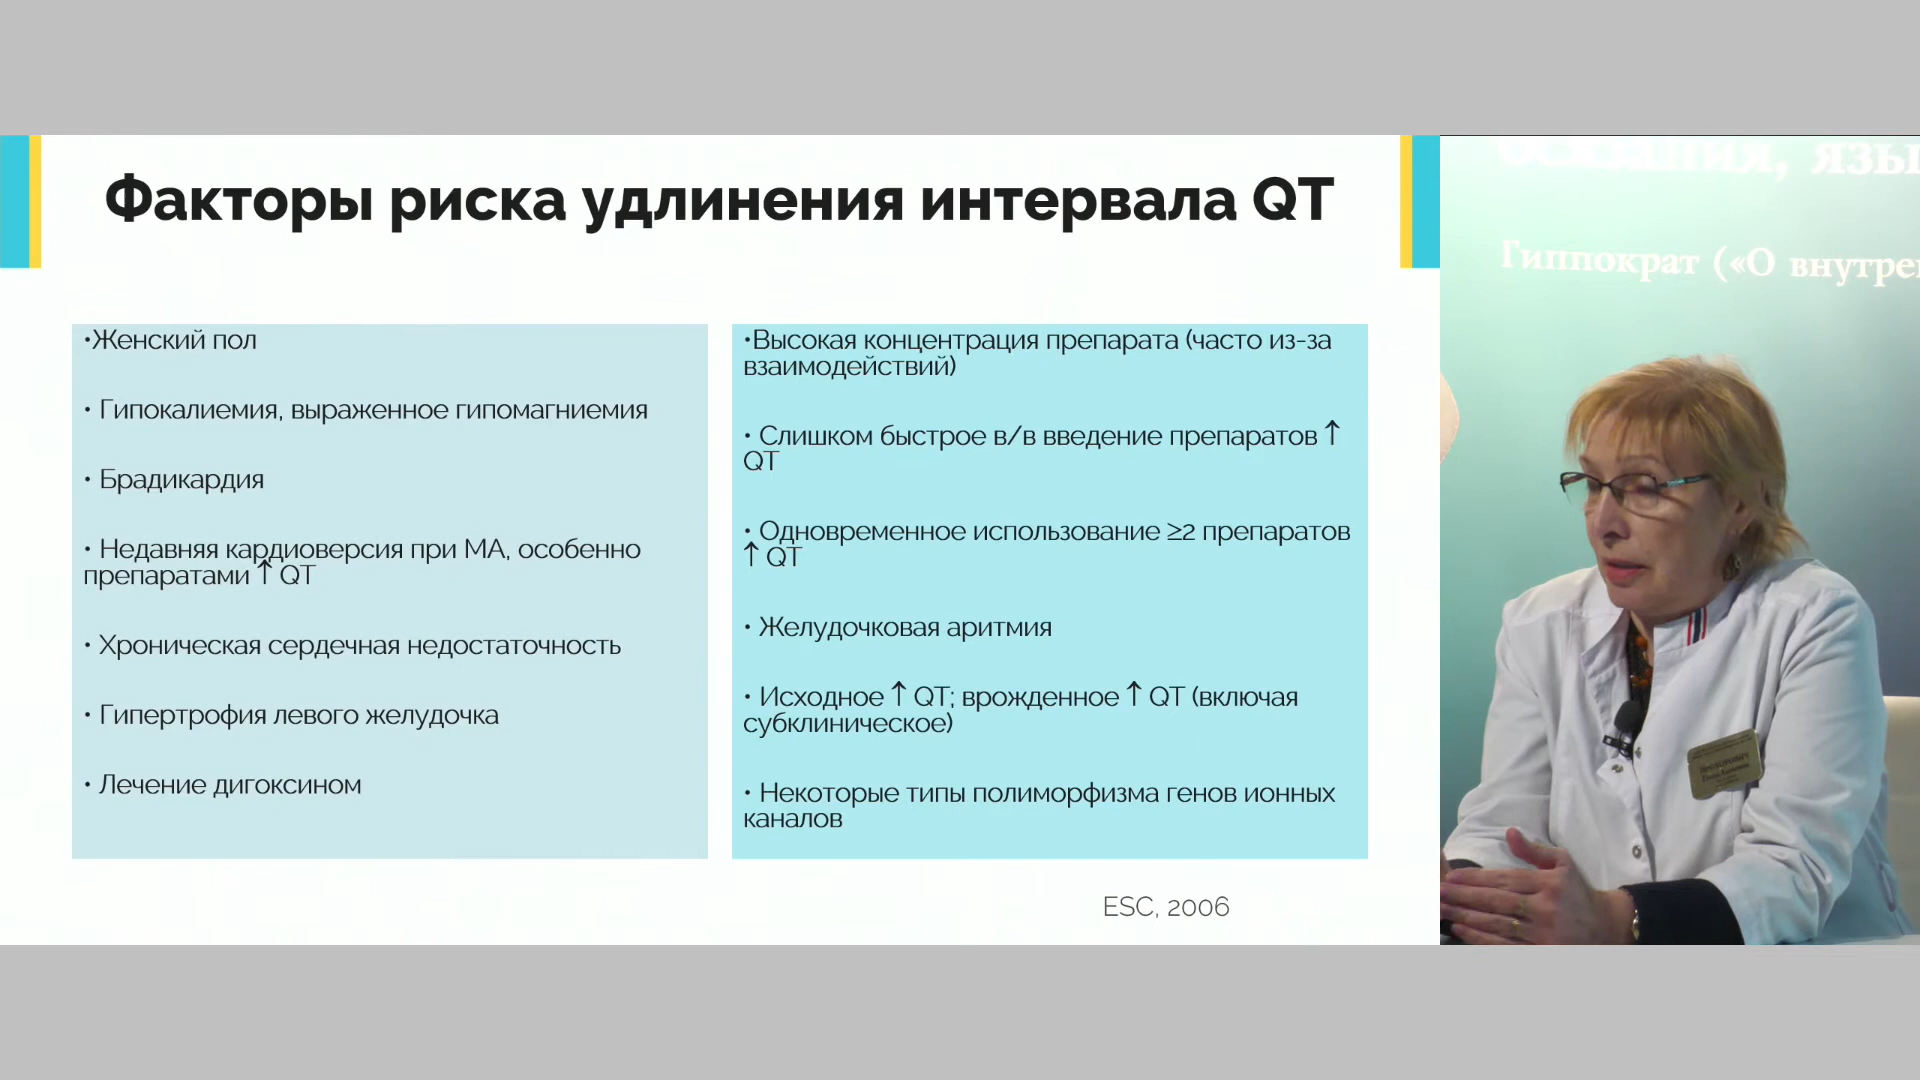 Факторы риска удлинения интервала QT
•Женский пол
• Гипокалиемия, выраженное гипомагниемия
• Брадикардия
• Недавняя кардиоверсия при МА, особенно
препаратами ↑ QT
• Хроническая сердечная недостаточность
• Гипертрофия левого желудочка
• Лечение дигоксином
•Высокая концентрация препарата (часто из-за
взаимодействий)
• Слишком быстрое в/в введение препаратов ↑
QT
• Одновременное использование ≥2 препаратов
↑ QT
• Желудочковая аритмия
• Исходное ↑ QT; врожденное ↑ QT (включая
субклиническое)
• Некоторые типы полиморфизма генов ионных
каналов
ESC, 2006
Гиппократ («О